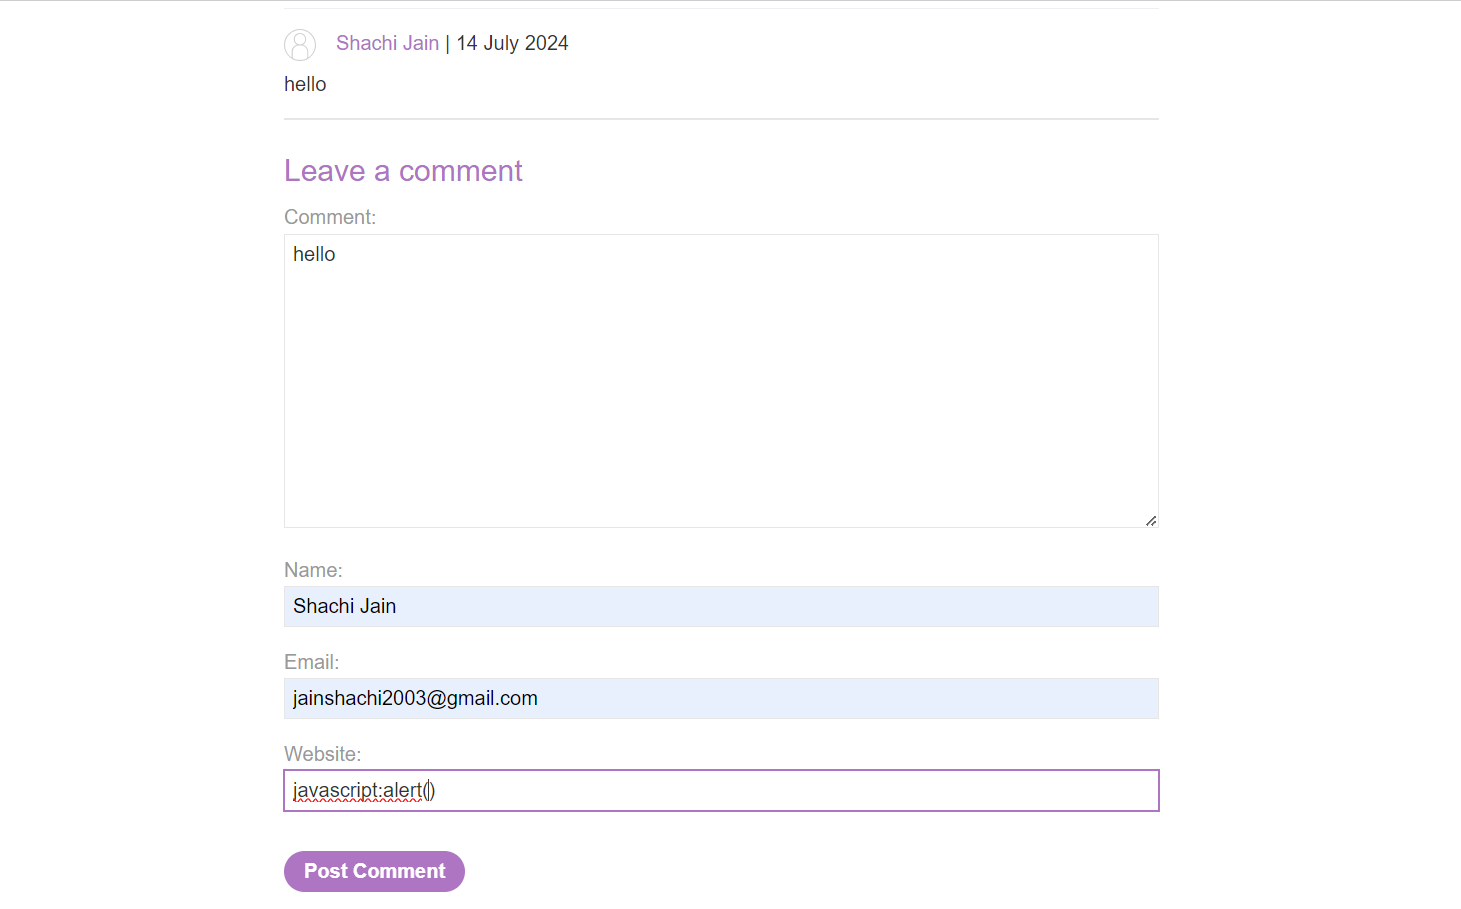 Shachi Jain | 14 July 2024
hello
Leave a comment
Comment:
hello
Name:
Shachi Jain
Email:
jainshachi2003@gmail.com
Website:
javascript:alert()
Post Comment